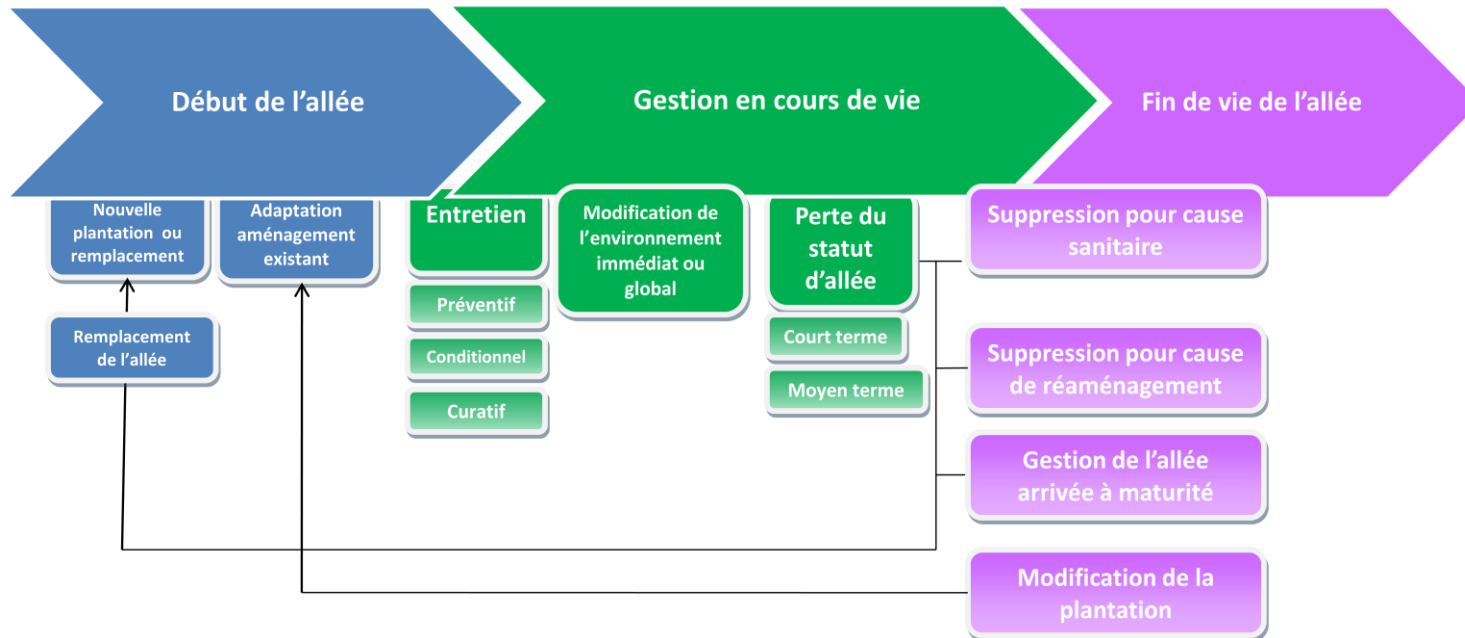 Début de l'allée
Gestion en cours de vie
Fin de vie de l'allée
Nouvelle
plantation ou
remplacement
Adaptation
aménagement
existant
Entretien
Modification de
l'environnement
immédiat ou
global
Perte du
statut
d'allée
Suppression pour cause
sanitaire
Remplacement
de l'allée
Préventif
Conditionnel
Curatif
Court terme
Moyen terme
Suppression pour cause
de réaménagement
Gestion de l'allée
arrivée à maturité
Modification de la
plantation